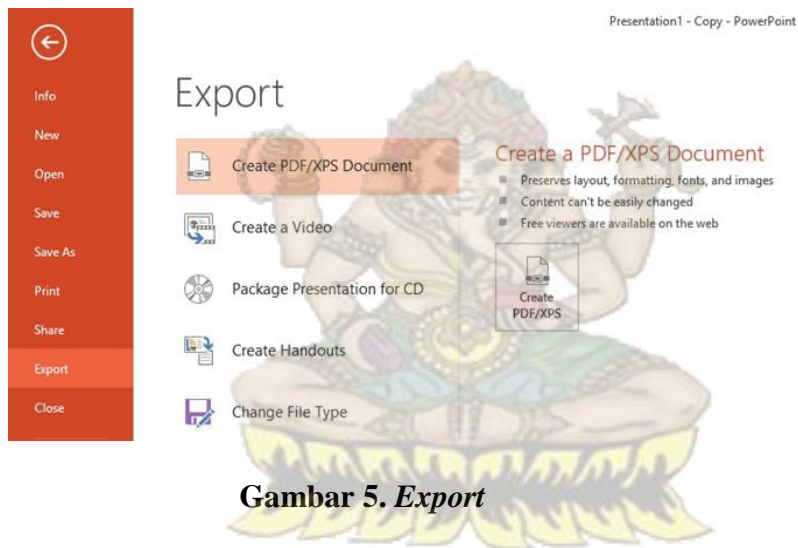 Presentation1 - Copy - PowerPoint
Info
New
Open
Save
Save As
Print
Share
Export
Close
Export
Create PDF/XPS Document
Create a Video
Package Presentation for CD
Create Handouts
Change File Type
Create a PDF/XPS Document
Preserves layout, formatting, fonts, and images
Content can't be easily changed
Free viewers are available on the web
Create
PDF/XPS
Gambar 5. Export